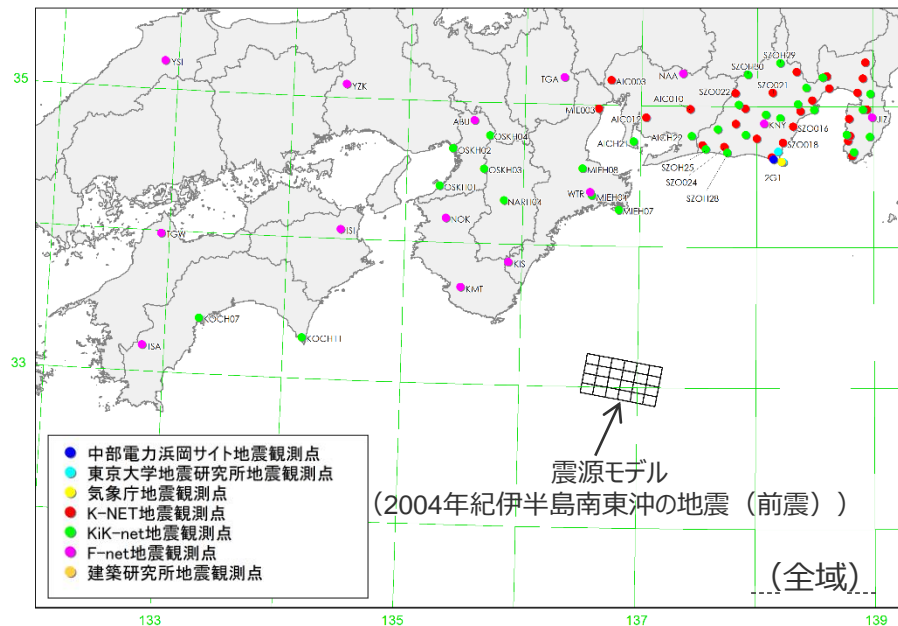 SZOH29
YSI
SZOH30
35
YZK
TGA
AIC003
NAA
SZO021
SZO022
MIE003
AIC010
ABU
AIC012
KNY
JIZ
OSKH04
AICH22
SZO016
OSKH02
AICH21
SZO018
OSKH03
MIEH08
SZOH25
2G1
SZO024
OSKH01
WTR
MIEH04
SZOH28
NARH04
MIEH07
NOK
TGW
ISI
KIS
KMT
KOCH07
KOCH11
ISA
33
中部電力浜岡サイト地震観測点
東京大学地震研究所地震観測点
気象庁地震観測点
K-NET地震観測点
KiK-net地震観測点
F-net地震観測点
建築研究所地震観測点
震源モデル
（2004年紀伊半島南東沖の地震（前震））
（全域）
133
135
136
137
138
139